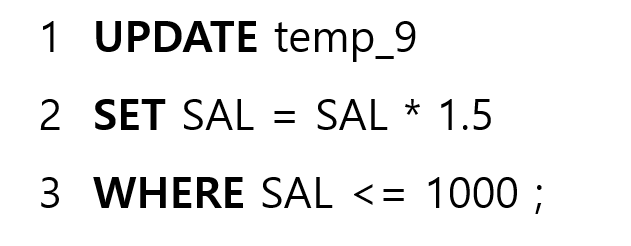 1 UPDATE temp_9
2 SET SAL = SAL * 1.5
3 WHERE SAL <= 1000 ;